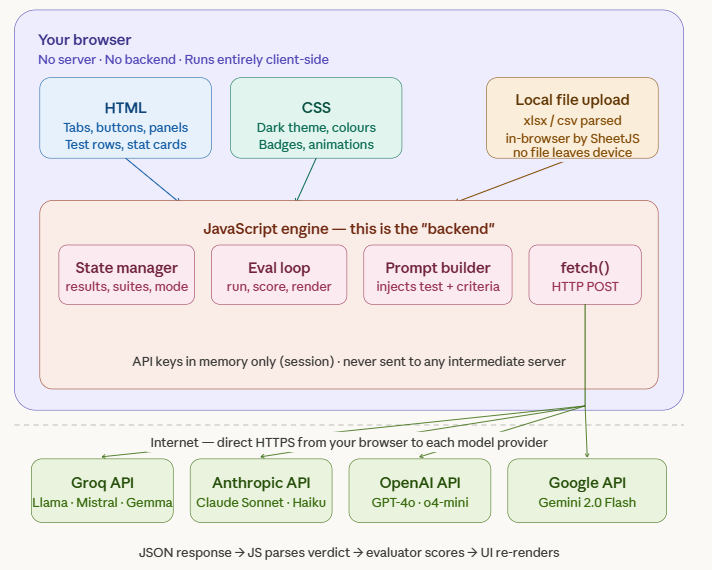 Your browser
No server · No backend · Runs entirely client-side
HTML
Tabs, buttons, panels
Test rows, stat cards
CSS
Dark theme, colours
Badges, animations
Local file upload
xlsx / csv parsed
in-browser by SheetJS
no file leaves device
JavaScript engine — this is the "backend"
State manager
results, suites, mode
Eval loop
run, score, render
Prompt builder
injects test + criteria
fetch()
HTTP POST
API keys in memory only (session) · never sent to any intermediate server
Internet — direct HTTPS from your browser to each model provider
Groq API
Llama · Mistral · Gemma
Anthropic API
Claude Sonnet · Haiku
OpenAI API
GPT-4o · o4-mini
Google API
Gemini 2.0 Flash
JSON response → JS parses verdict → evaluator scores → UI re-renders